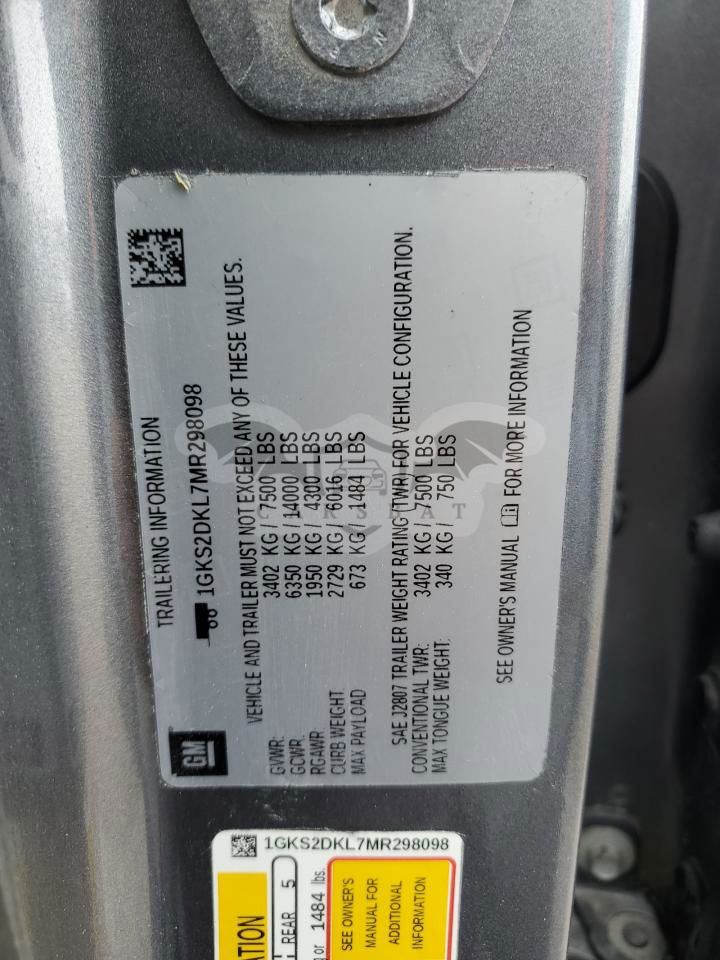 TRAILERING INFORMATION
1GKS2DKL7MR298098
VEHICLE AND TRAILER MUST NOT EXCEED ANY OF THESE VALUES.
GVWR: 3402 KG / 7500 LBS
GCWR: 6350 KG / 14000 LBS
RGAWR: 1950 KG / 4300 LBS
CURB WEIGHT 2729 KG / 6016 LBS
MAX PAYLOAD 673 KG / 1484 LBS
SAE J2807 TRAILER WEIGHT RATING (TWR) FOR VEHICLE CONFIGURATION.
CONVENTIONAL TWR: 3402 KG / 7500 LBS
MAX TONGUE WEIGHT: 340 KG / 750 LBS
SEE OWNER'S MANUAL FOR MORE INFORMATION
GM
CARSBAT
1GKS2DKL7MR298098
REAR 5
or 1484 lbs.
SEE OWNER'S
MANUAL FOR
ADDITIONAL
INFORMATION